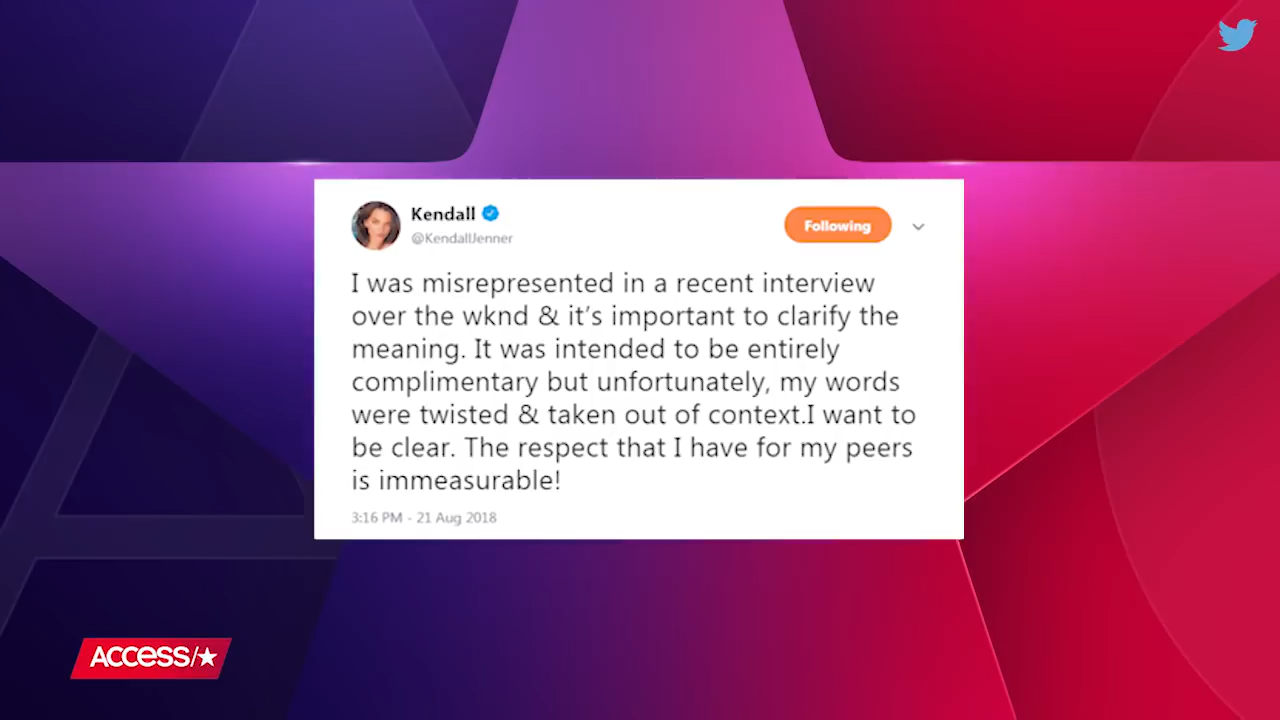 Kendall
@KendallJenner
Following
I was misrepresented in a recent interview
over the wknd & it's important to clarify the
meaning. It was intended to be entirely
complimentary but unfortunately, my words
were twisted & taken out of context.I want to
be clear. The respect that I have for my peers
is immeasurable!
3:16 PM - 21 Aug 2018
ACCESS/★